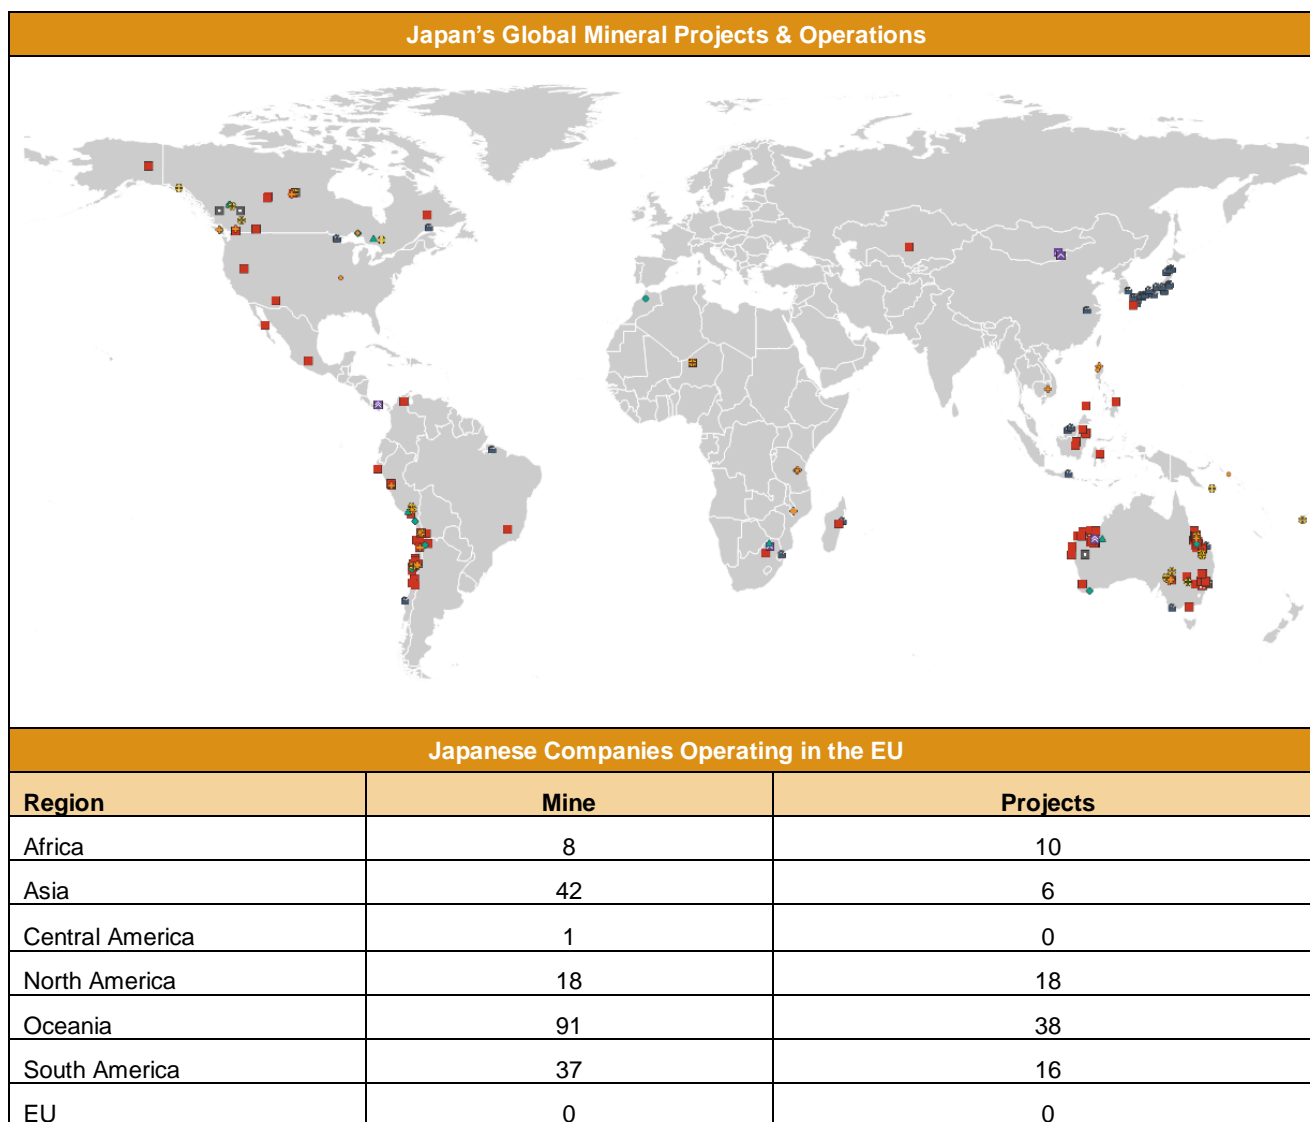 Japan’s Global Mineral Projects & Operations
Japanese Companies Operating in the EU
Region Mine Projects
Africa 8 10
Asia 42 6
Central America 1 0
North America 18 18
Oceania 91 38
South America 37 16
EU 0 0